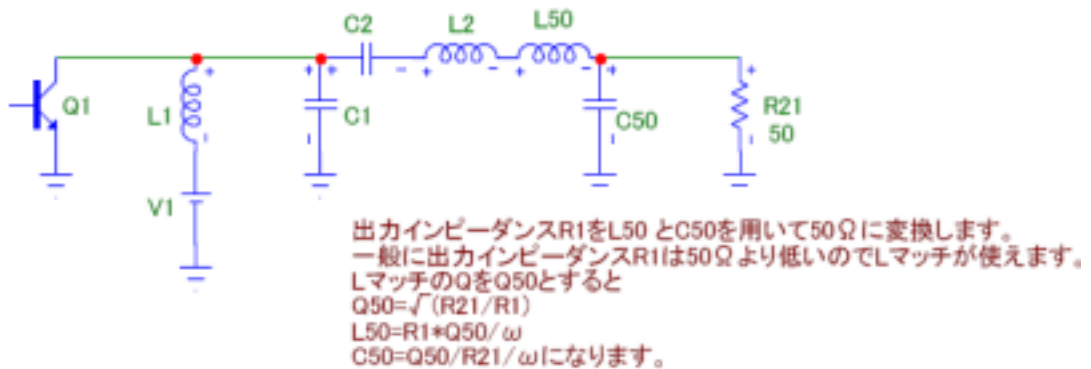 C2
L2
L50
Q1
L1
C1
C50
R21
50
V1
出力インピーダンスR1をL50 とC50を用いて50Ωに変換します。
一般に出力インピーダンスR1は50Ωより低いのでLマッチが使えます。
LマッチのQをQ50とすると
Q50=√(R21/R1)
L50=R1*Q50/ω
C50=Q50/R21/ωになります。